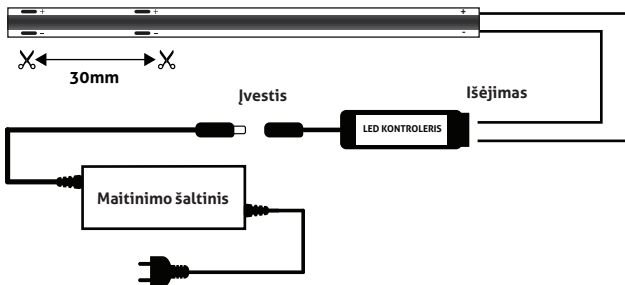 + + +
- - -
30mm
Įvestis
Išėjimas
LED KONTROLERIS
Maitinimo šaltinis